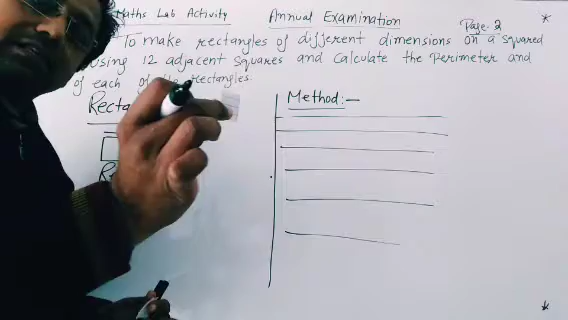 Maths Lab Activity Annual Examination Page: 2
To make rectangles of different dimensions on a squared
using 12 adjacent squares and calculate the Perimeter and
of each of the rectangles.
Method:-